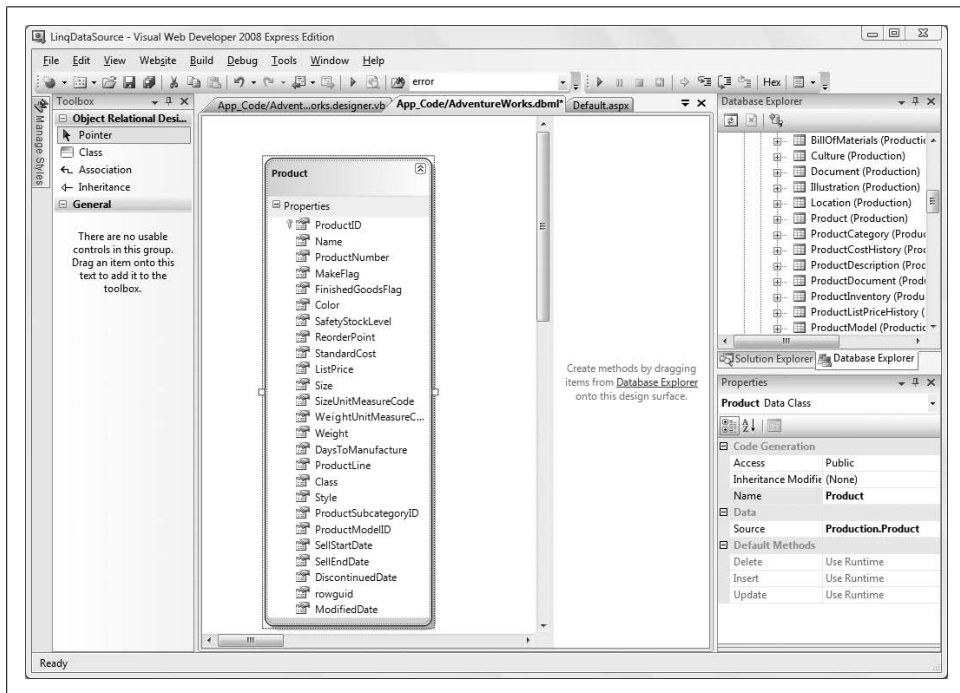 LinqDataSource - Visual Web Developer 2008 Express Edition
File Edit View Website Build Debug Tools Window Help
error
Hex
Manage Styles
Toolbox
Object Relational Desi...
Pointer
Class
Association
Inheritance
General
There are no usable
controls in this group.
Drag an item onto this
text to add it to the
toolbox.
App_Code/Advent...orks.designer.vb App_Code/AdventureWorks.dbml* Default.aspx
Product
Properties
ProductID
Name
ProductNumber
MakeFlag
FinishedGoodsFlag
Color
SafetyStockLevel
ReorderPoint
StandardCost
ListPrice
Size
SizeUnitMeasureCode
WeightUnitMeasureC...
Weight
DaysToManufacture
ProductLine
Class
Style
ProductSubcategoryID
ProductModelID
SellStartDate
SellEndDate
DiscontinuedDate
rowguid
ModifiedDate
Create methods by dragging
items from Database Explorer
onto this design surface.
Database Explorer
BillOfMaterials (Productic
Culture (Production)
Document (Production)
Illustration (Production)
Location (Production)
Product (Production)
ProductCategory (Produc
ProductCostHistory (Proc
ProductDescription (Proc
ProductDocument (Produ
ProductInventory (Produ
ProductListPriceHistory (
ProductModel (Productic
Solution Explorer Database Explorer
Properties
Product Data Class
Code Generation
Access Public
Inheritance Modifie (None)
Name Product
Data
Source Production.Product
Default Methods
Delete Use Runtime
Insert Use Runtime
Update Use Runtime
Ready